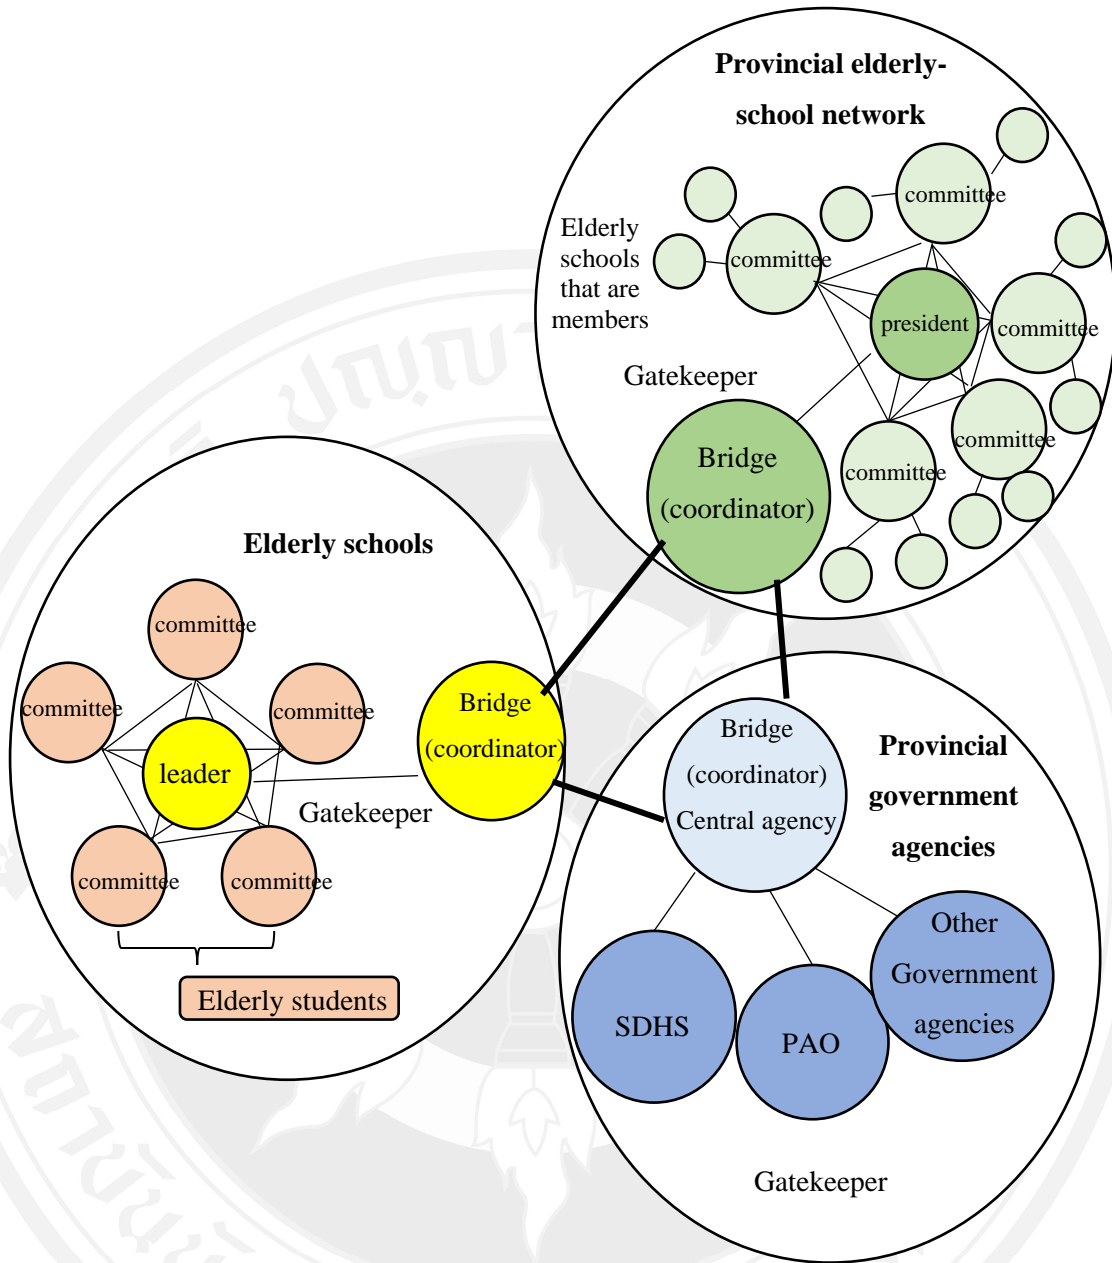 Provincial elderly-
school network
committee
committee
Elderly
schools
that are
members
president
committee
Gatekeeper
committee
committee
Bridge
(coordinator)
Elderly schools
committee
committee
committee
leader
Bridge
(coordinator)
Gatekeeper
committee
committee
Elderly students
Bridge
(coordinator)
Central agency
Provincial
government
agencies
Other
Government
agencies
SDHS
PAO
Gatekeeper